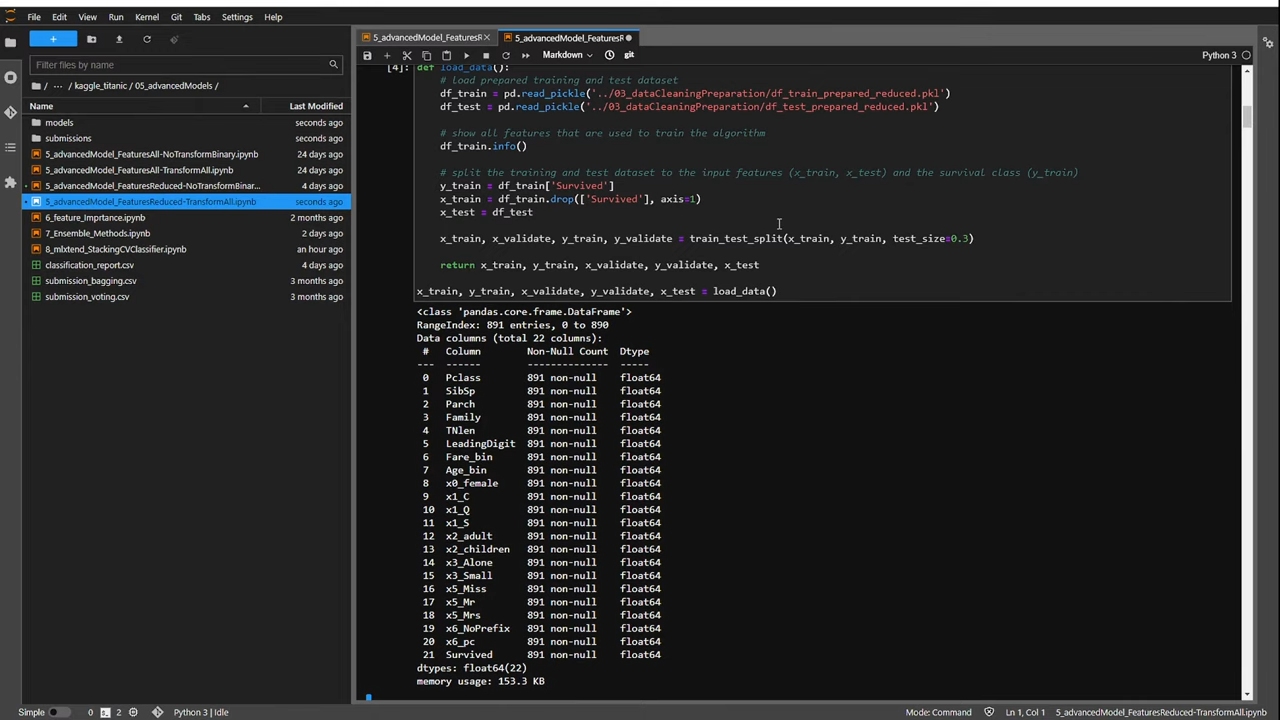 File Edit View Run Kernel Git Tabs Settings Help
+
Filter files by name
/ ··· / kaggle_titanic / 05_advancedModels /
Name Last Modified
models seconds ago
submissions seconds ago
5_advancedModel_FeaturesAll-NoTransformBinary.ipynb 24 days ago
5_advancedModel_FeaturesAll-TransformAll.ipynb 24 days ago
5_advancedModel_FeaturesReduced-NoTransformBinar... 4 days ago
5_advancedModel_FeaturesReduced-TransformAll.ipynb seconds ago
6_feature_Imprtance.ipynb 2 months ago
7_Ensemble_Methods.ipynb 2 days ago
8_mlxtend_StackingCVClassifier.ipynb an hour ago
classification_report.csv 3 months ago
submission_bagging.csv 3 months ago
submission_voting.csv 3 months ago
5_advancedModel_FeaturesR × 5_advancedModel_FeaturesR
Markdown git Python 3
[4]: def load_data():
# load prepared training and test dataset
df_train = pd.read_pickle('../03_dataCleaningPreparation/df_train_prepared_reduced.pkl')
df_test = pd.read_pickle('../03_dataCleaningPreparation/df_test_prepared_reduced.pkl')
# show all features that are used to train the algorithm
df_train.info()
# split the training and test dataset to the input features (x_train, x_test) and the survival class (y_train)
y_train = df_train['Survived']
x_train = df_train.drop(['Survived'], axis=1)
x_test = df_test
x_train, x_validate, y_train, y_validate = train_test_split(x_train, y_train, test_size=0.3)
return x_train, y_train, x_validate, y_validate, x_test
x_train, y_train, x_validate, y_validate, x_test = load_data()
<class 'pandas.core.frame.DataFrame'>
RangeIndex: 891 entries, 0 to 890
Data columns (total 22 columns):
# Column Non-Null Count Dtype
--- ------ -------------- -----
0 Pclass 891 non-null float64
1 SibSp 891 non-null float64
2 Parch 891 non-null float64
3 Family 891 non-null float64
4 TNlen 891 non-null float64
5 LeadingDigit 891 non-null float64
6 Fare_bin 891 non-null float64
7 Age_bin 891 non-null float64
8 x0_female 891 non-null float64
9 x1_C 891 non-null float64
10 x1_Q 891 non-null float64
11 x1_S 891 non-null float64
12 x2_adult 891 non-null float64
13 x2_children 891 non-null float64
14 x3_Alone 891 non-null float64
15 x3_Small 891 non-null float64
16 x5_Miss 891 non-null float64
17 x5_Mr 891 non-null float64
18 x5_Mrs 891 non-null float64
19 x6_NoPrefix 891 non-null float64
20 x6_pc 891 non-null float64
21 Survived 891 non-null float64
dtypes: float64(22)
memory usage: 153.3 KB
Simple 0 2 Python 3 | Idle Mode: Command Ln 1, Col 1 5_advancedModel_FeaturesReduced-TransformAll.ipynb